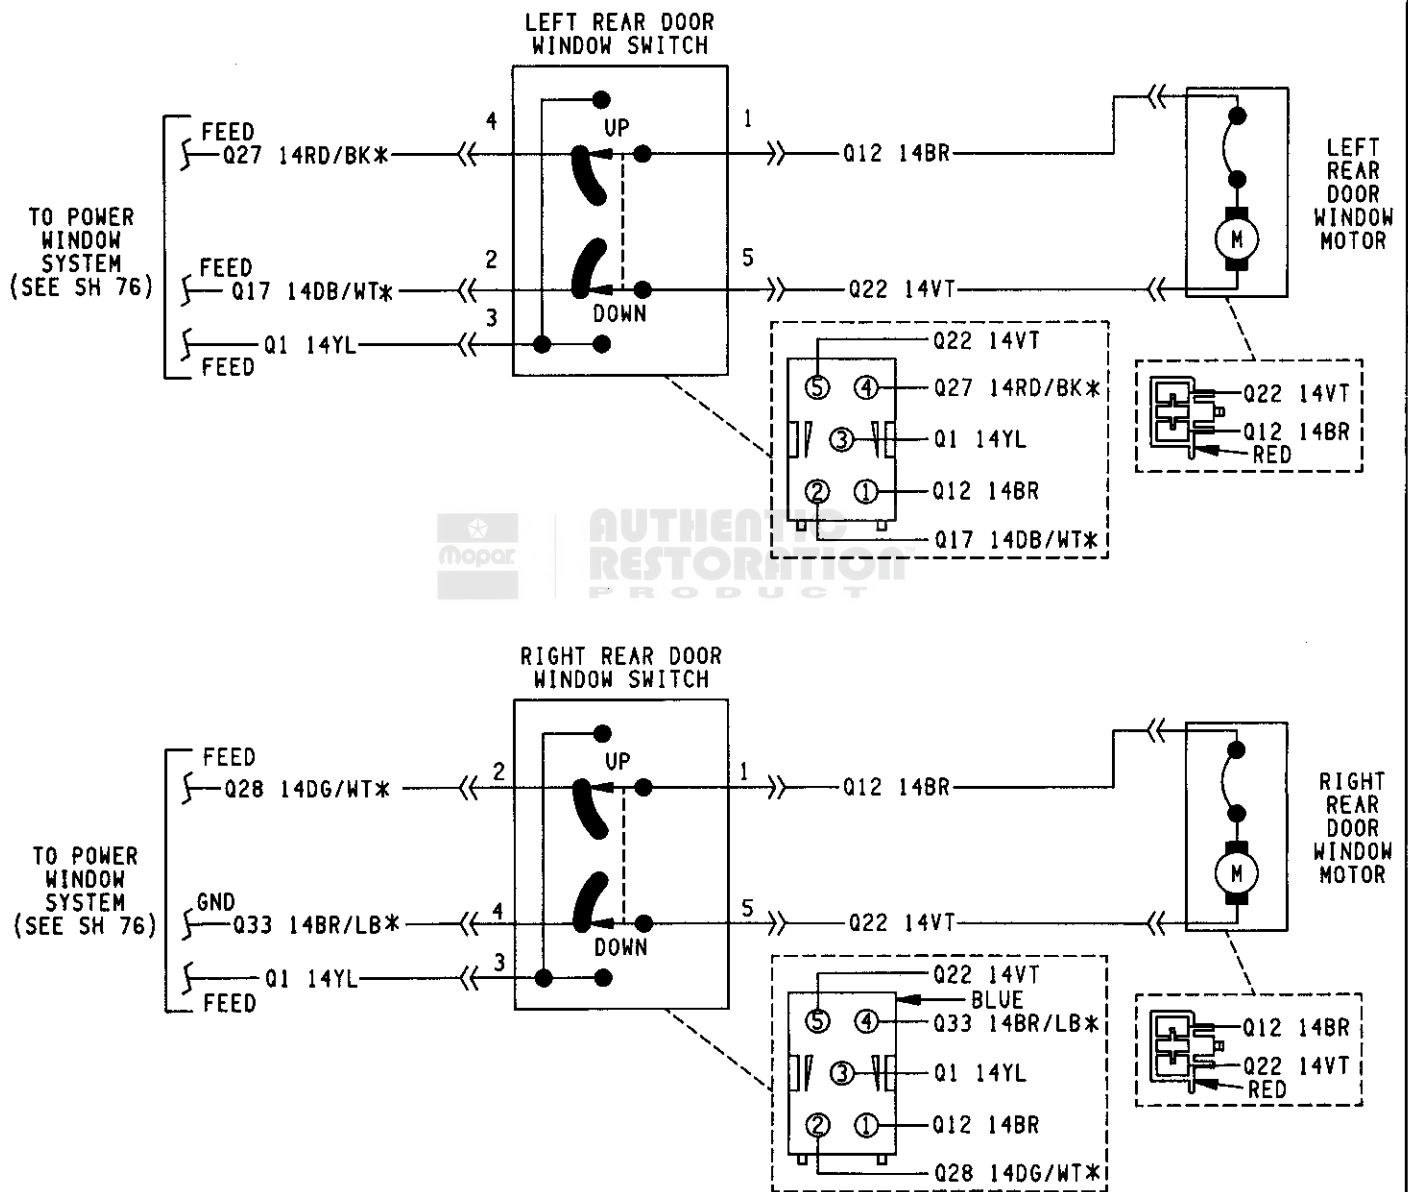 LEFT REAR DOOR
WINDOW SWITCH
4
1
UP
FEED
Q27 14RD/BK*
Q12 14BR
LEFT
REAR
DOOR
WINDOW
MOTOR
TO POWER
WINDOW
SYSTEM
(SEE SH 76)
M
FEED
2
5
Q17 14DB/WT*
Q22 14VT
DOWN
3
Q1 14YL
FEED
Q22 14VT
5
4
Q27 14RD/BK*
3
Q1 14YL
2
1
Q12 14BR
Q17 14DB/WT*
Q22 14VT
Q12 14BR
RED
Mopar
AUTHENTIC
RESTORATION™
PRODUCT
RIGHT REAR DOOR
WINDOW SWITCH
FEED
2
UP
1
Q28 14DG/WT*
Q12 14BR
RIGHT
REAR
DOOR
WINDOW
MOTOR
TO POWER
WINDOW
SYSTEM
(SEE SH 76)
M
GND
4
5
Q33 14BR/LB*
Q22 14VT
DOWN
3
Q1 14YL
FEED
Q22 14VT
BLUE
5
4
Q33 14BR/LB*
3
Q1 14YL
2
1
Q12 14BR
Q28 14DG/WT*
Q12 14BR
Q22 14VT
RED